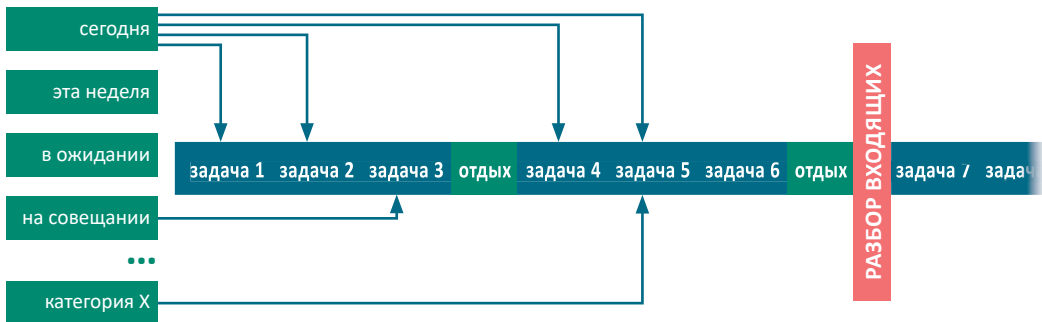 сегодня
эта неделя
в ожидании
на совещании
...
категория X
задача 1 задача 2 задача 3 отдых задача 4 задача 5 задача 6 отдых задача 7 задач
РАЗБОР ВХОДЯЩИХ